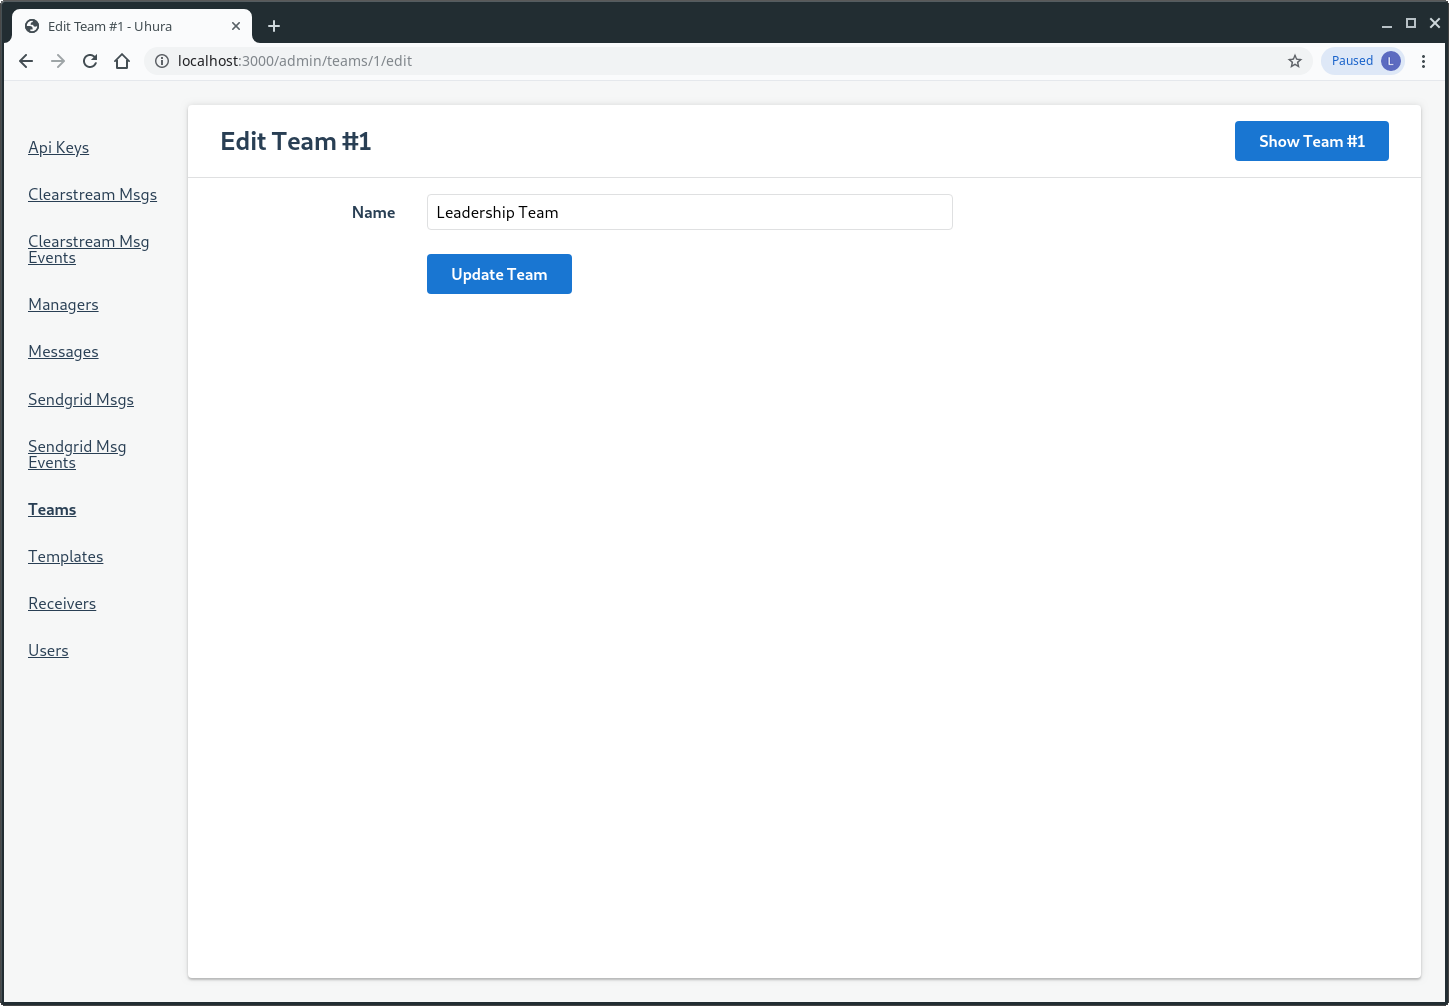 Edit Team #1 - Uhura
localhost:3000/admin/teams/1/edit
Paused
L
Api Keys
Clearstream Msgs
Clearstream Msg
Events
Managers
Messages
Sendgrid Msgs
Sendgrid Msg
Events
Teams
Templates
Receivers
Users
Edit Team #1
Show Team #1
Name
Leadership Team
Update Team